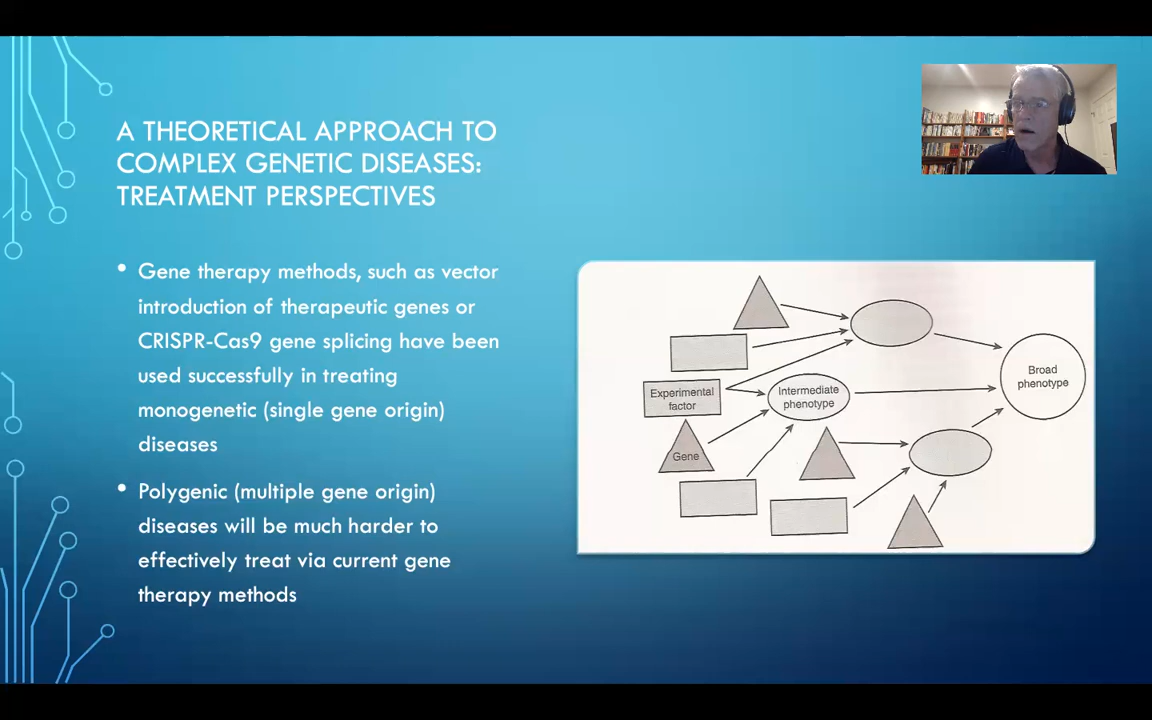 A THEORETICAL APPROACH TO
COMPLEX GENETIC DISEASES:
TREATMENT PERSPECTIVES
• Gene therapy methods, such as vector
introduction of therapeutic genes or
CRISPR-Cas9 gene splicing have been
used successfully in treating
monogenetic (single gene origin)
diseases
• Polygenic (multiple gene origin)
diseases will be much harder to
effectively treat via current gene
therapy methods
Experimental
factor
Gene
Intermediate
phenotype
Broad
phenotype